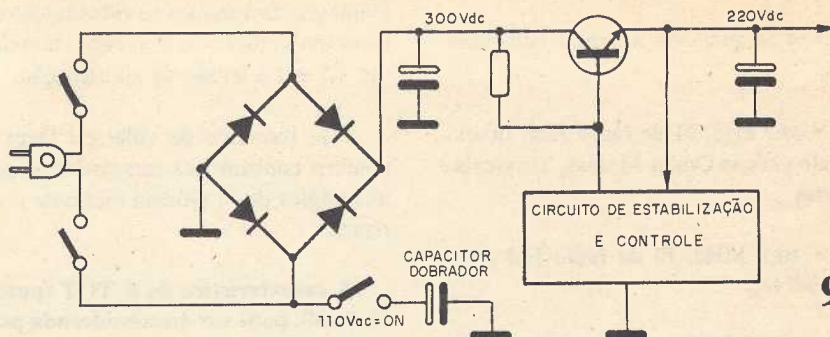 300Vdc
220Vdc
CIRCUITO DE ESTABILIZAÇÃO
E CONTROLE
CAPACITOR
DOBRADOR
110Vac=ON